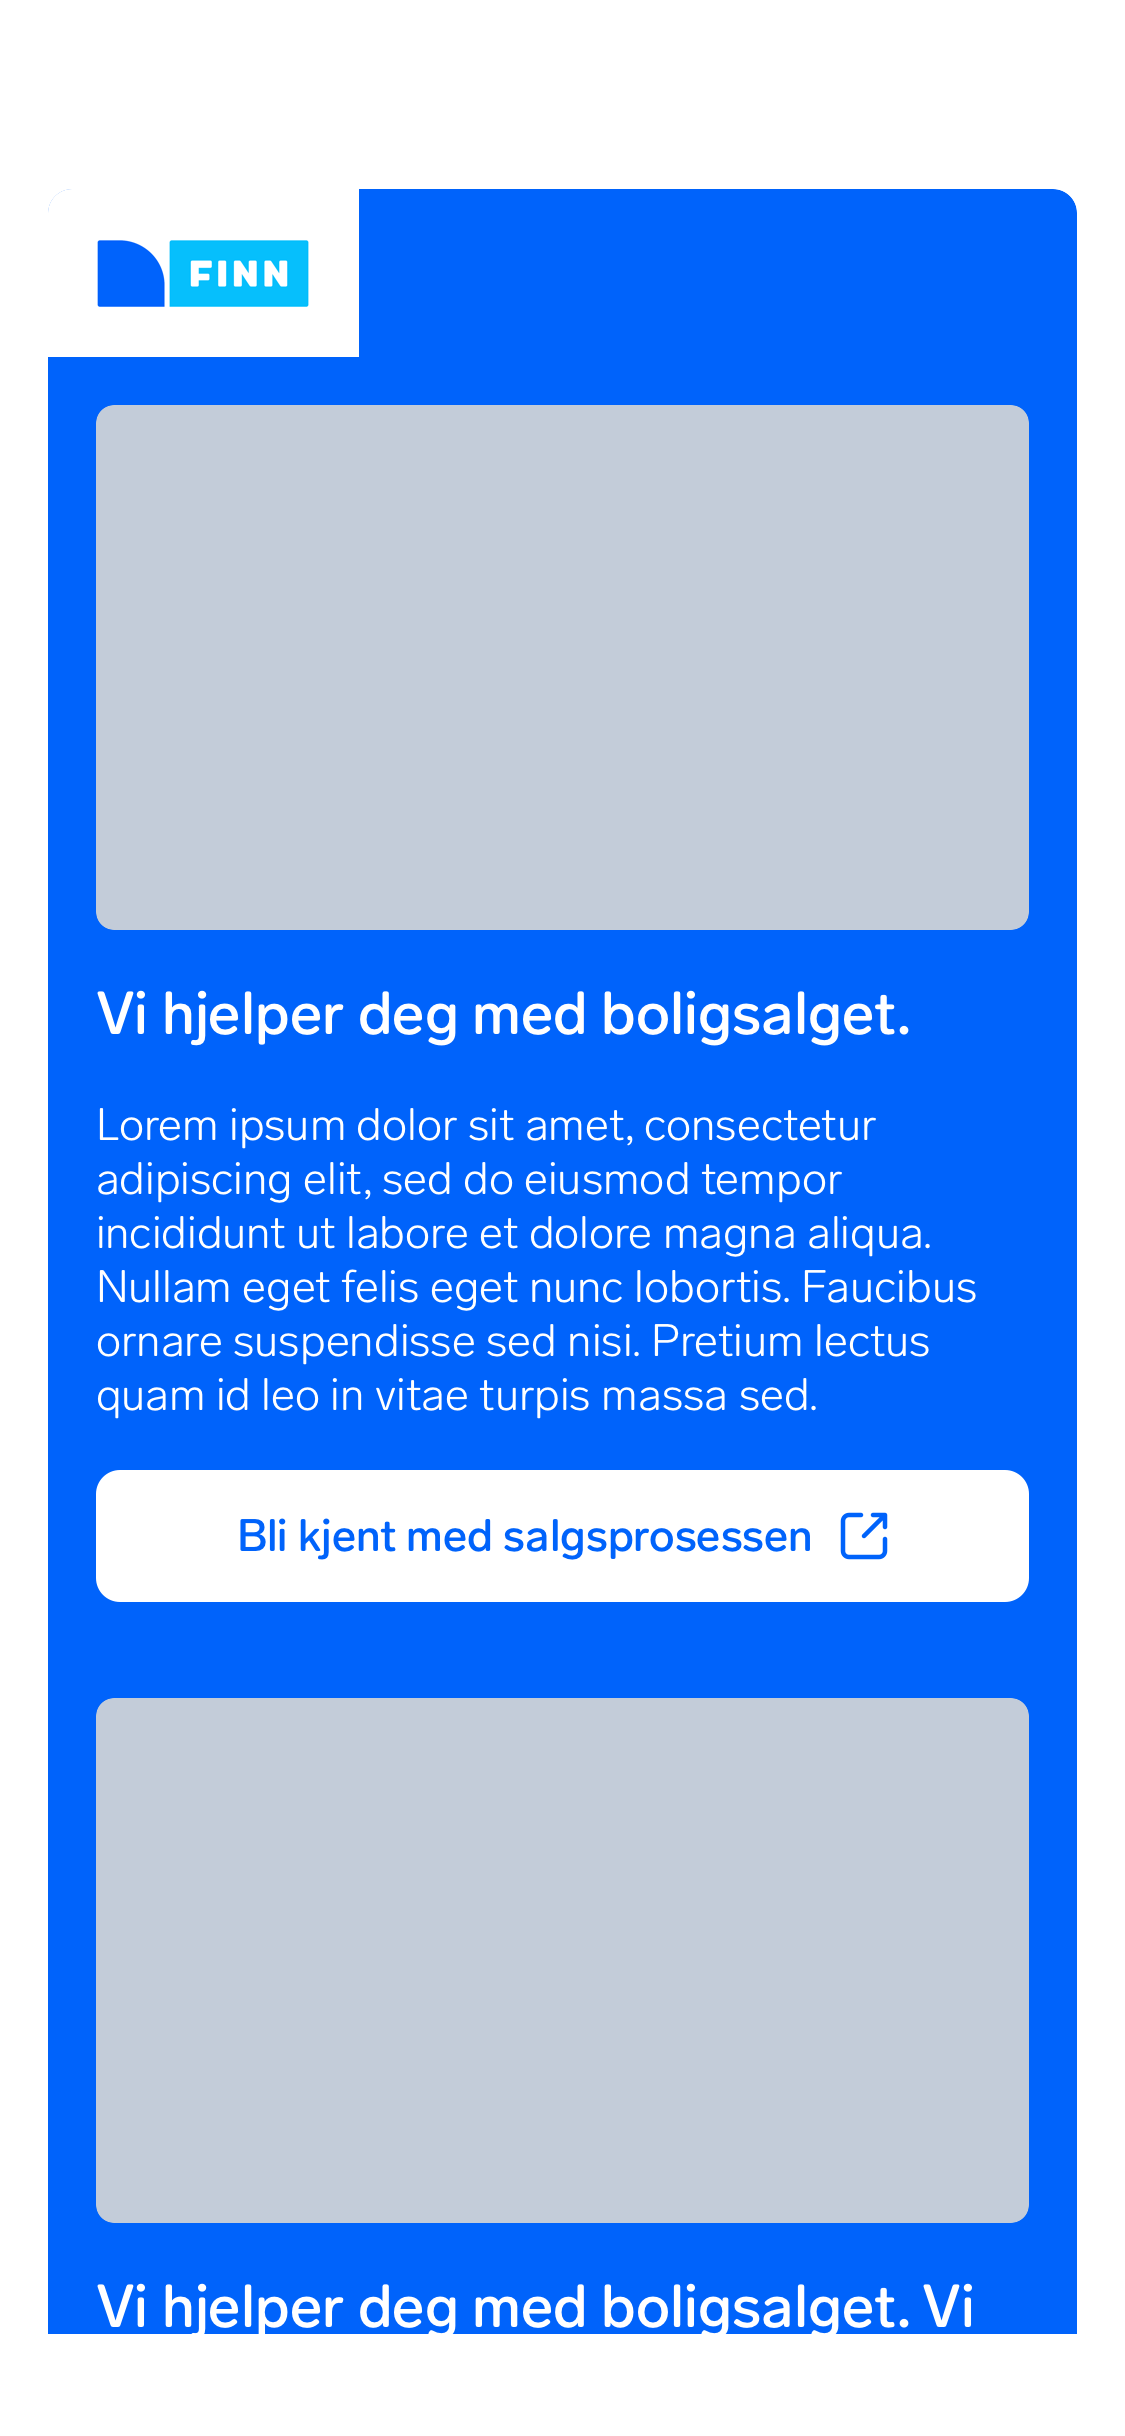 FINN
Vi hjelper deg med boligsalget.
Lorem ipsum dolor sit amet, consectetur
adipiscing elit, sed do eiusmod tempor
incididunt ut labore et dolore magna aliqua.
Nullam eget felis eget nunc lobortis. Faucibus
ornare suspendisse sed nisi. Pretium lectus
quam id leo in vitae turpis massa sed.
Bli kjent med salgsprosessen
Vi hjelper deg med boligsalget. Vi